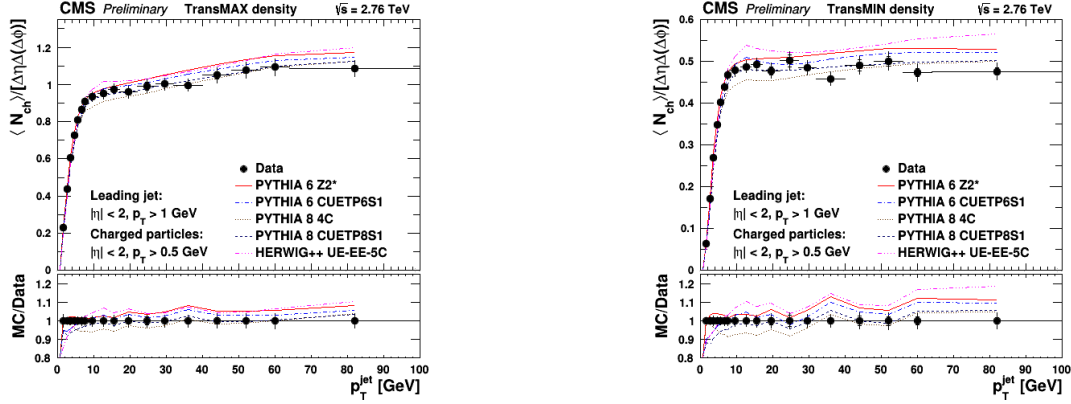 CMS Preliminary TransMAX density √s = 2.76 TeV
⟨ N_ch ⟩/[ΔηΔ(Δϕ)]
1.2
1
0.8
0.6
0.4
0.2
0
Data
PYTHIA 6 Z2*
PYTHIA 6 CUETP6S1
PYTHIA 8 4C
PYTHIA 8 CUETP8S1
HERWIG++ UE-EE-5C
Leading jet:
|η| < 2, p_T > 1 GeV
Charged particles:
|η| < 2, p_T > 0.5 GeV
MC/Data
1.2
1.1
1
0.9
0.8
0 10 20 30 40 50 60 70 80 90 100
p_T^jet [GeV]
CMS Preliminary TransMIN density √s = 2.76 TeV
⟨ N_ch ⟩/[ΔηΔ(Δϕ)]
0.6
0.5
0.4
0.3
0.2
0.1
0
Data
PYTHIA 6 Z2*
PYTHIA 6 CUETP6S1
PYTHIA 8 4C
PYTHIA 8 CUETP8S1
HERWIG++ UE-EE-5C
Leading jet:
|η| < 2, p_T > 1 GeV
Charged particles:
|η| < 2, p_T > 0.5 GeV
MC/Data
1.2
1.1
1
0.9
0.8
0 10 20 30 40 50 60 70 80 90 100
p_T^jet [GeV]